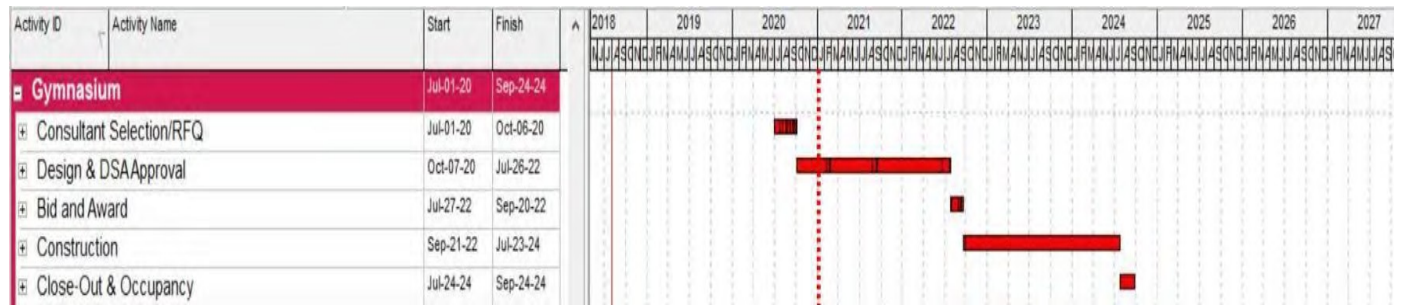 Activity ID Activity Name Start Finish 2018 2019 2020 2021 2022 2023 2024 2025 2026 2027
Gymnasium Jul-01-20 Sep-24-24
Consultant Selection/RFQ Jul-01-20 Oct-06-20
Design & DSA Approval Oct-07-20 Jul-26-22
Bid and Award Jul-27-22 Sep-20-22
Construction Sep-21-22 Jul-23-24
Close-Out & Occupancy Jul-24-24 Sep-24-24